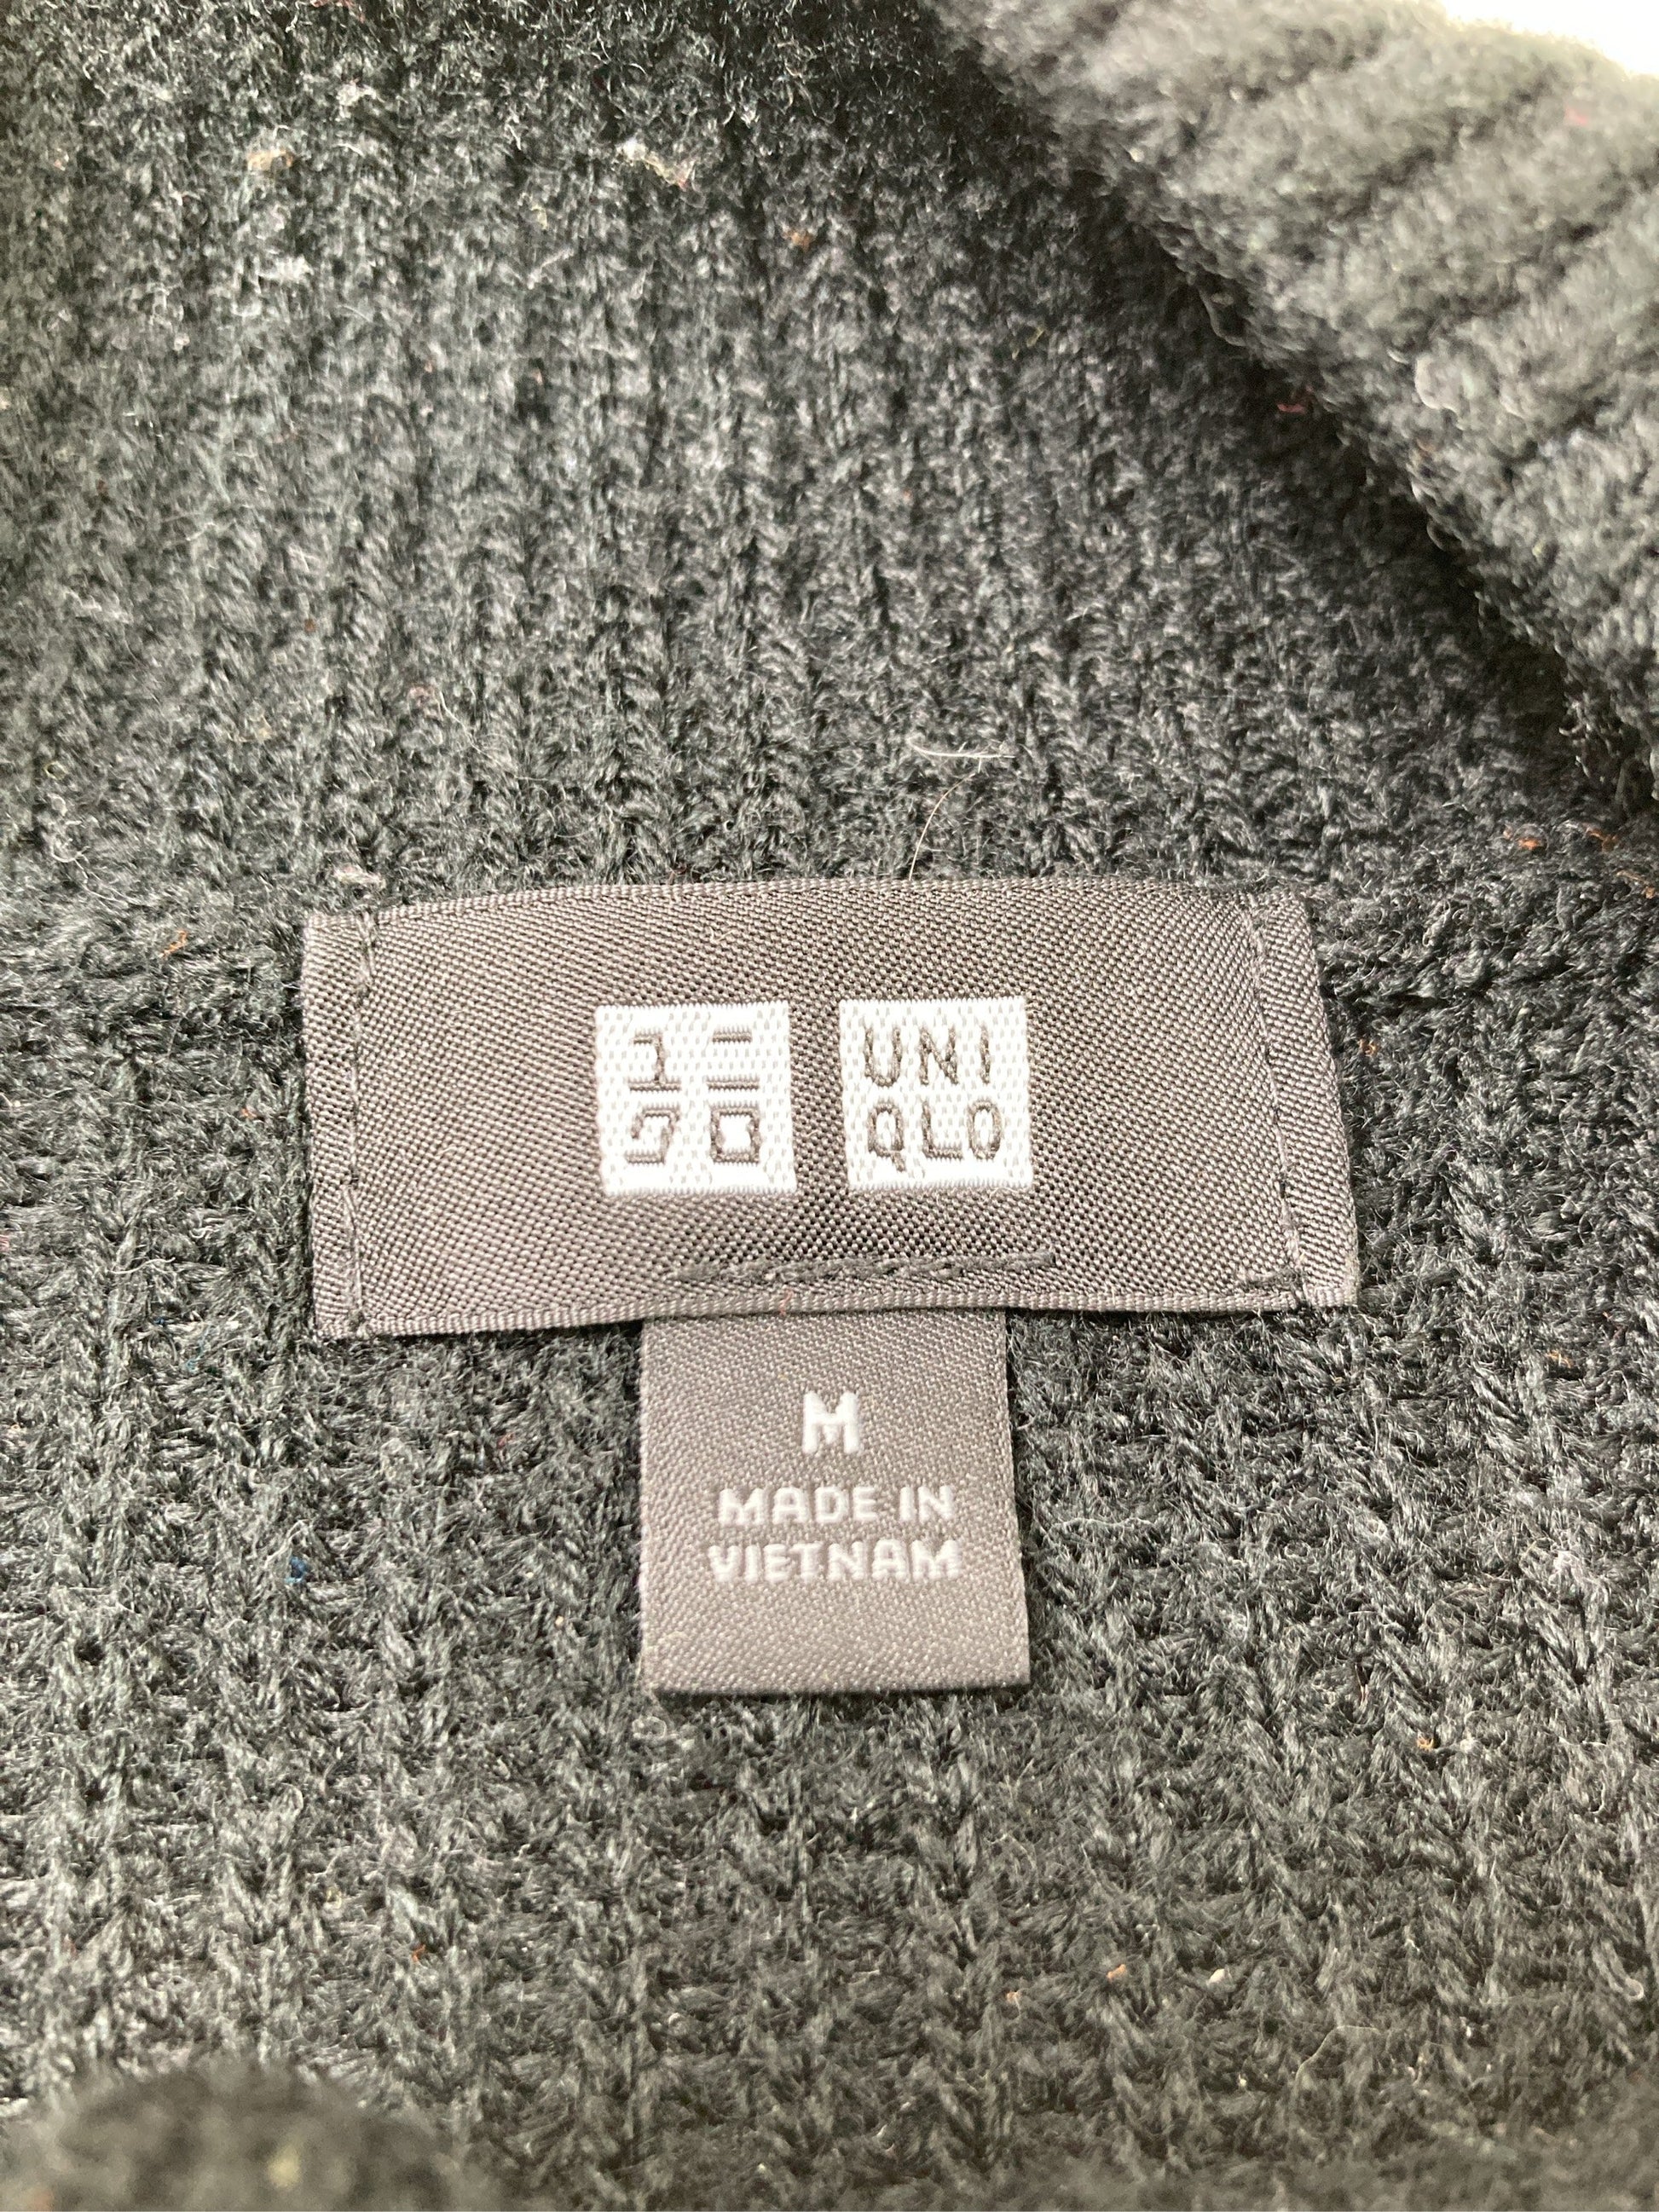 ユニ
クロ
UNI
QLO
M
MADE IN
VIETNAM